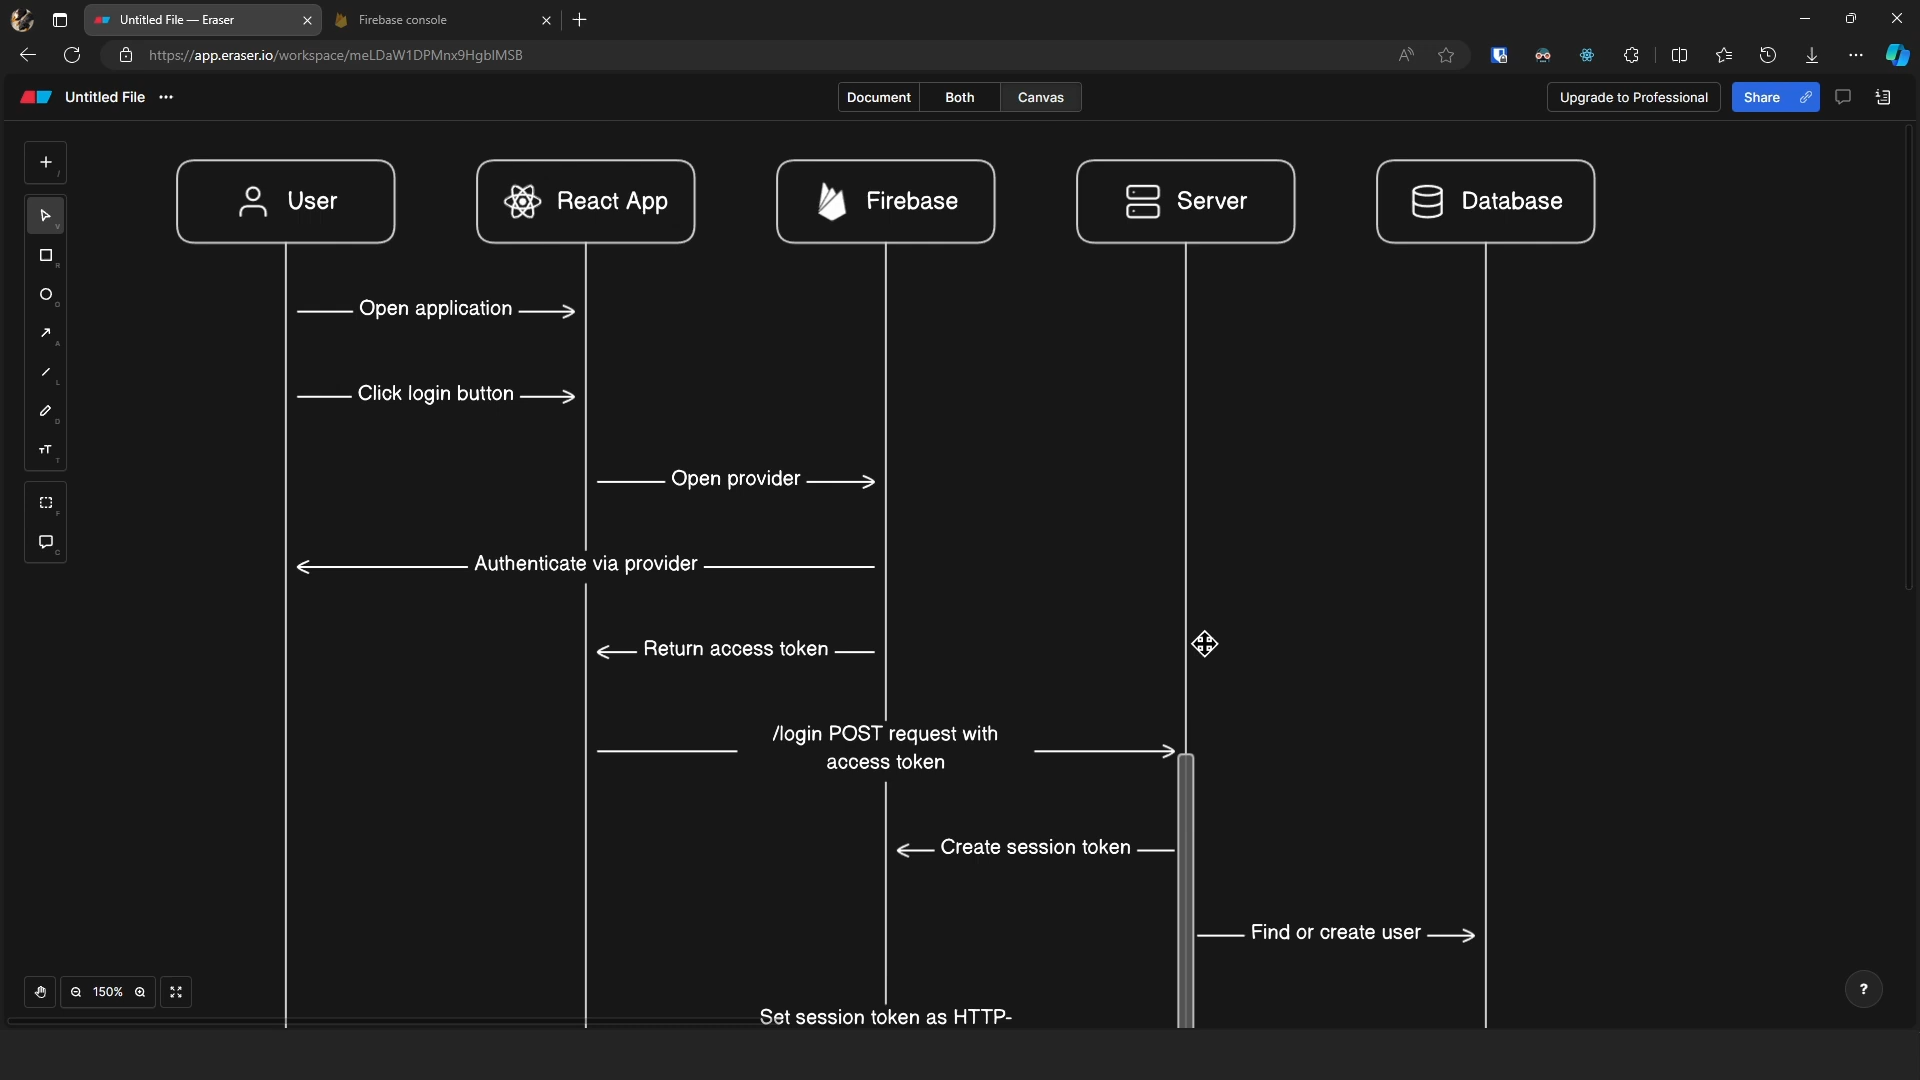 Untitled File — Eraser
Firebase console
https://app.eraser.io/workspace/meLDaW1DPMnx9HgblMSB
Untitled File
Document
Both
Canvas
Upgrade to Professional
Share
User
React App
Firebase
Server
Database
/
V
R
O
A
L
D
T
F
C
Open application
Click login button
Open provider
Authenticate via provider
Return access token
/login POST request with
access token
Create session token
Find or create user
Set session token as HTTP-
150%
?